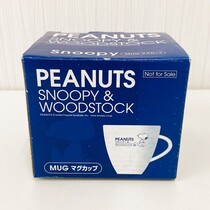 Snoopy
PEANUTS
Not for Sale
SNOOPY &
WOODSTOCK
PEANUTS
MUG マグカップ